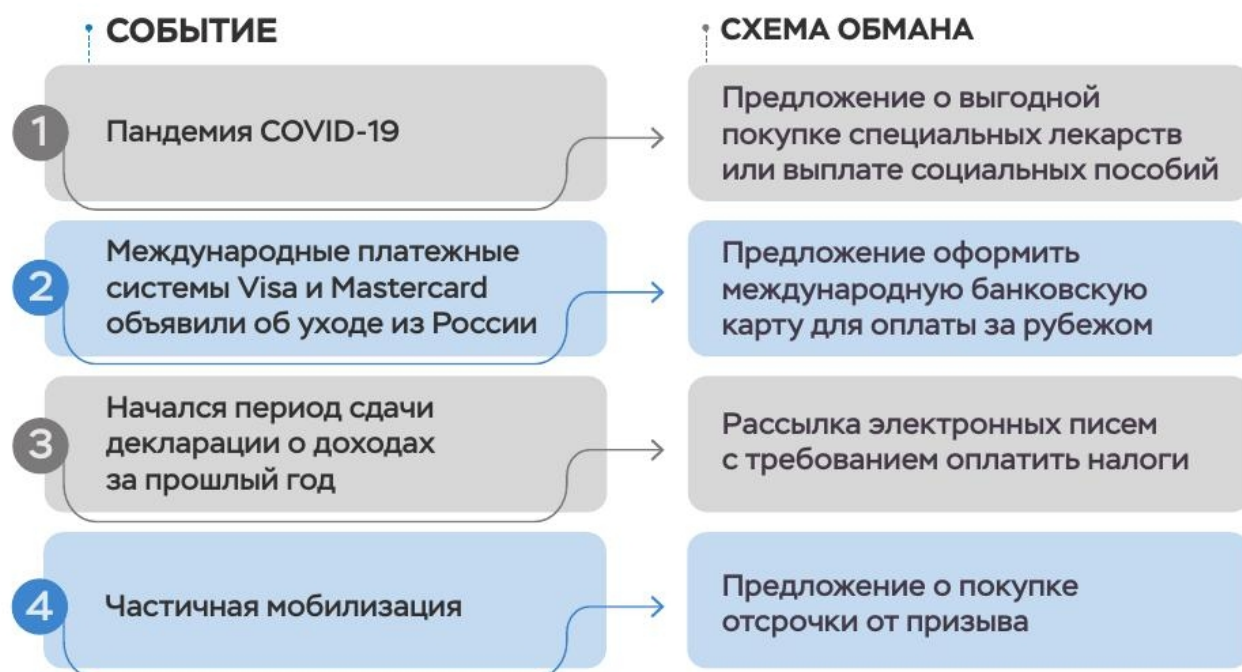 СОБЫТИЕ
СХЕМА ОБМАНА
1
Пандемия COVID-19
Предложение о выгодной
покупке специальных лекарств
или выплате социальных пособий
2
Международные платежные
системы Visa и Mastercard
объявили об уходе из России
Предложение оформить
международную банковскую
карту для оплаты за рубежом
3
Начался период сдачи
декларации о доходах
за прошлый год
Рассылка электронных писем
с требованием оплатить налоги
4
Частичная мобилизация
Предложение о покупке
отсрочки от призыва